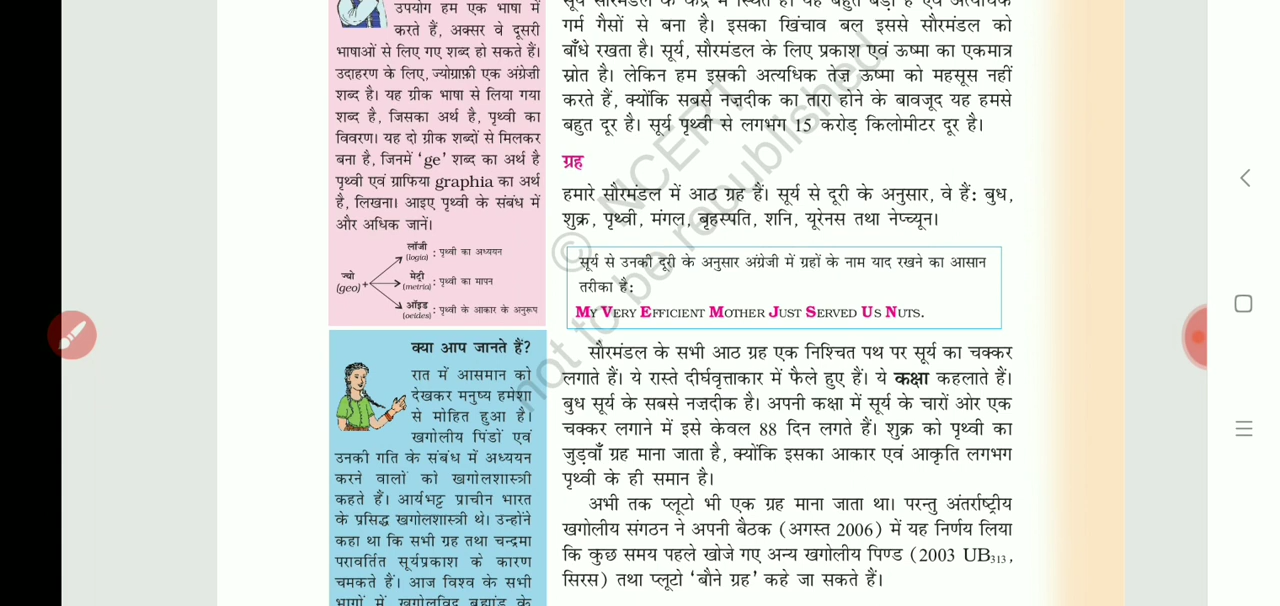 उपयोग हम एक भाषा में
करते हैं, अक्सर वे दूसरी
भाषाओं से लिए गए शब्द हो सकते हैं।
उदाहरण के लिए, ज्योग्राफ़ी एक अंग्रेज़ी
शब्द है। यह ग्रीक भाषा से लिया गया
शब्द है, जिसका अर्थ है, पृथ्वी का
विवरण। यह दो ग्रीक शब्दों से मिलकर
बना है, जिनमें ‘ge’ शब्द का अर्थ है
पृथ्वी एवं ग्राफिया graphia का अर्थ
है, लिखना। आइए पृथ्वी के संबंध में
और अधिक जानें।
लॉजी : पृथ्वी का अध्ययन
(logia)
ज्यो
(geo) +
मेट्री : पृथ्वी का मापन
(metria)
ऑइड : पृथ्वी के आकार के अनुरूप
(oeides)
क्या आप जानते हैं?
रात में आसमान को
देखकर मनुष्य हमेशा
से मोहित हुआ है।
खगोलीय पिंडों एवं
उनकी गति के संबंध में अध्ययन
करने वालों को खगोलशास्त्री
कहते हैं। आर्यभट्ट प्राचीन भारत
के प्रसिद्ध खगोलशास्त्री थे। उन्होंने
कहा था कि सभी ग्रह तथा चन्द्रमा
परावर्तित सूर्यप्रकाश के कारण
चमकते हैं। आज विश्व के सभी
भागों में खगोलविद ब्रह्मांड के
सूर्य सौरमंडल के केंद्र में स्थित है। यह बहुत बड़ा है एवं अत्यधिक
गर्म गैसों से बना है। इसका खिंचाव बल इससे सौरमंडल को
बाँधे रखता है। सूर्य, सौरमंडल के लिए प्रकाश एवं ऊष्मा का एकमात्र
स्रोत है। लेकिन हम इसकी अत्यधिक तेज़ ऊष्मा को महसूस नहीं
करते हैं, क्योंकि सबसे नज़दीक का तारा होने के बावजूद यह हमसे
बहुत दूर है। सूर्य पृथ्वी से लगभग 15 करोड़ किलोमीटर दूर है।
ग्रह
हमारे सौरमंडल में आठ ग्रह हैं। सूर्य से दूरी के अनुसार, वे हैं: बुध,
शुक्र, पृथ्वी, मंगल, बृहस्पति, शनि, यूरेनस तथा नेप्च्यून।
सूर्य से उनकी दूरी के अनुसार अंग्रेजी में ग्रहों के नाम याद रखने का आसान
तरीका है:
MY VERY EFFICIENT MOTHER JUST SERVED US NUTS.
सौरमंडल के सभी आठ ग्रह एक निश्चित पथ पर सूर्य का चक्कर
लगाते हैं। ये रास्ते दीर्घवृत्ताकार में फैले हुए हैं। ये कक्षा कहलाते हैं।
बुध सूर्य के सबसे नज़दीक है। अपनी कक्षा में सूर्य के चारों ओर एक
चक्कर लगाने में इसे केवल 88 दिन लगते हैं। शुक्र को पृथ्वी का
जुड़वाँ ग्रह माना जाता है, क्योंकि इसका आकार एवं आकृति लगभग
पृथ्वी के ही समान है।
अभी तक प्लूटो भी एक ग्रह माना जाता था। परन्तु अंतर्राष्ट्रीय
खगोलीय संगठन ने अपनी बैठक (अगस्त 2006) में यह निर्णय लिया
कि कुछ समय पहले खोजे गए अन्य खगोलीय पिण्ड (2003 UB313,
सिरस) तथा प्लूटो ‘बौने ग्रह’ कहे जा सकते हैं।
© NCERT
not to be republished